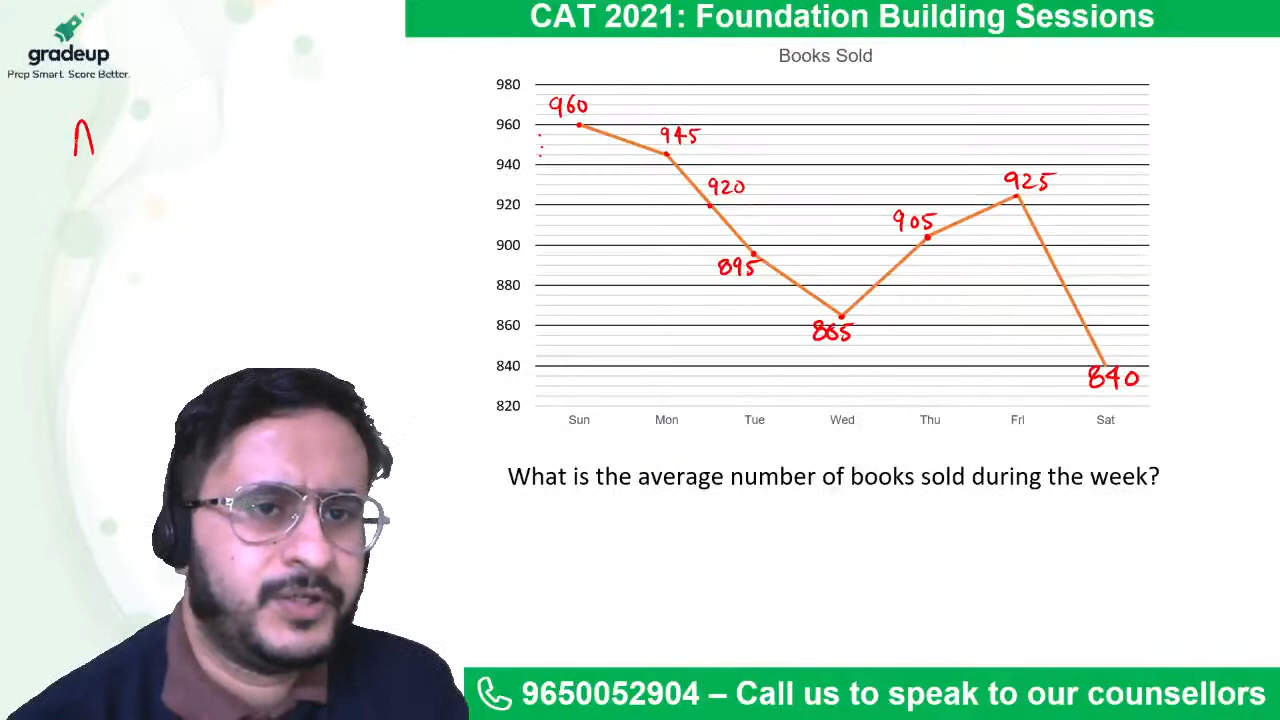 CAT 2021: Foundation Building Sessions
gradeup
Prep Smart. Score Better.
Books Sold
980
960
940
920
900
880
860
840
820
960
945
920
895
865
905
925
840
Sun Mon Tue Wed Thu Fri Sat
What is the average number of books sold during the week?
9650052904 – Call us to speak to our counsellors